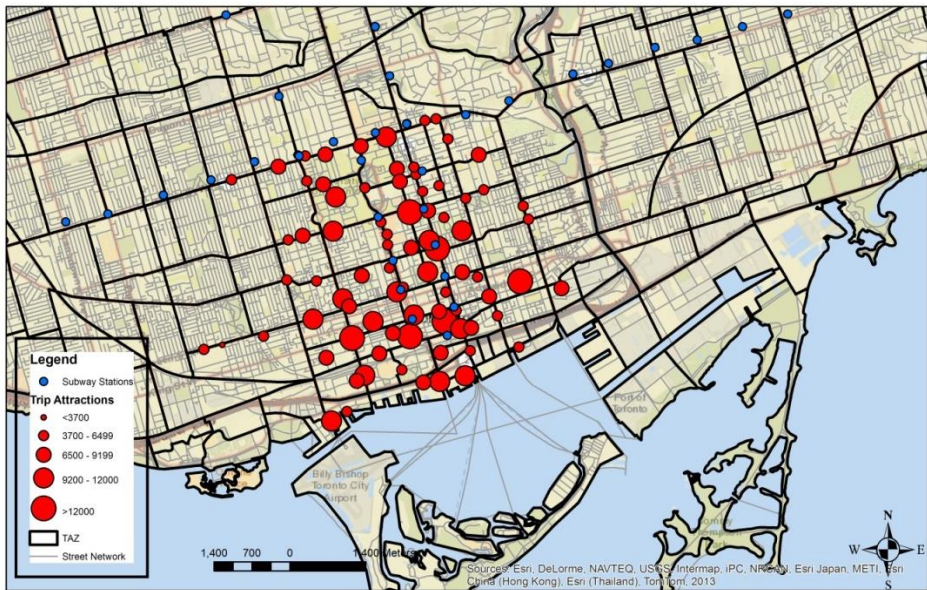 Legend
Subway Stations
Trip Attractions
<3700
3700 - 6499
6500 - 9199
9200 - 12000
>12000
TAZ
Street Network
1,400 700 0 1,400 Meters
Billy Bishop
Toronto City
Airport
Port of
Toronto
N
W E
S
Sources: Esri, DeLorme, NAVTEQ, USGS, Intermap, iPC, NRCAN, Esri Japan, METI, Esri
China (Hong Kong), Esri (Thailand), TomTom, 2013